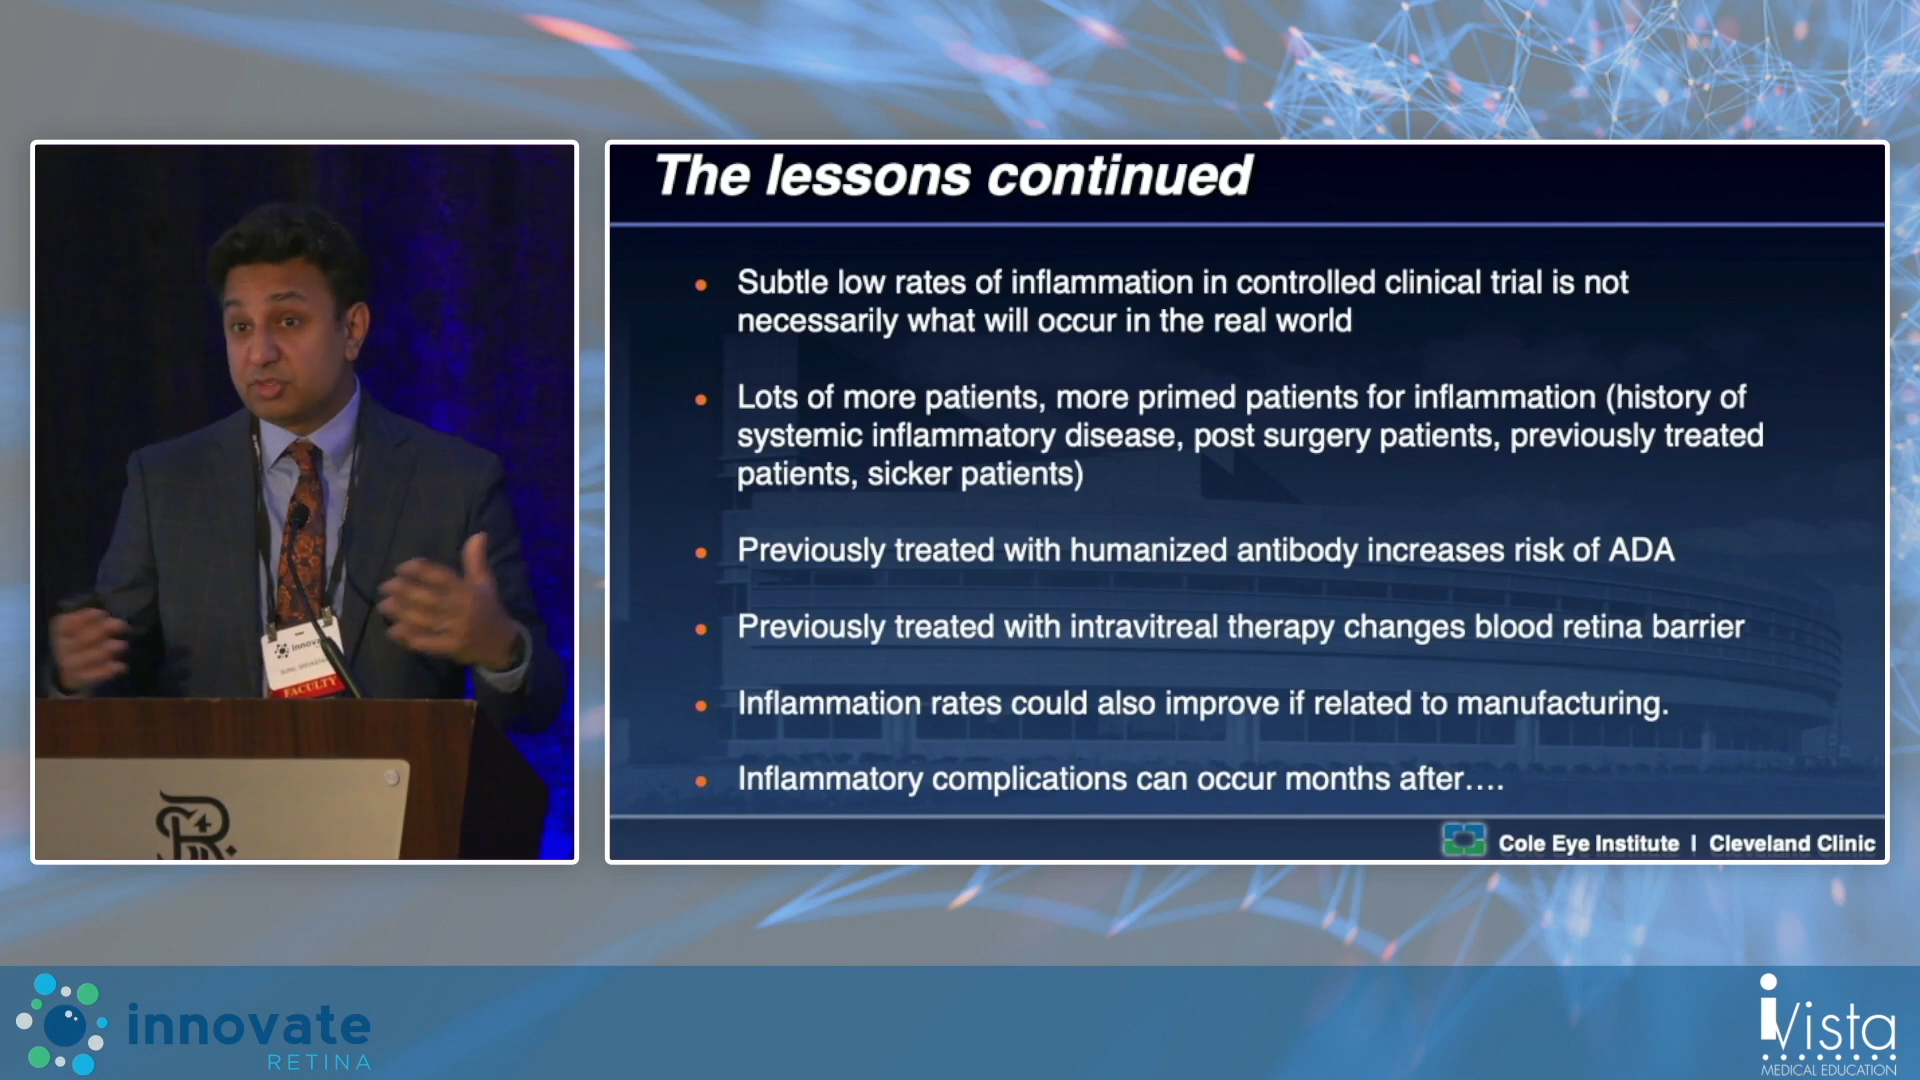 The lessons continued
Subtle low rates of inflammation in controlled clinical trial is not
necessarily what will occur in the real world
Lots of more patients, more primed patients for inflammation (history of
systemic inflammatory disease, post surgery patients, previously treated
patients, sicker patients)
Previously treated with humanized antibody increases risk of ADA
Previously treated with intravitreal therapy changes blood retina barrier
Inflammation rates could also improve if related to manufacturing.
Inflammatory complications can occur months after....
Cole Eye Institute | Cleveland Clinic
FACULTY
innovate
RETINA
iVista
MEDICAL EDUCATION